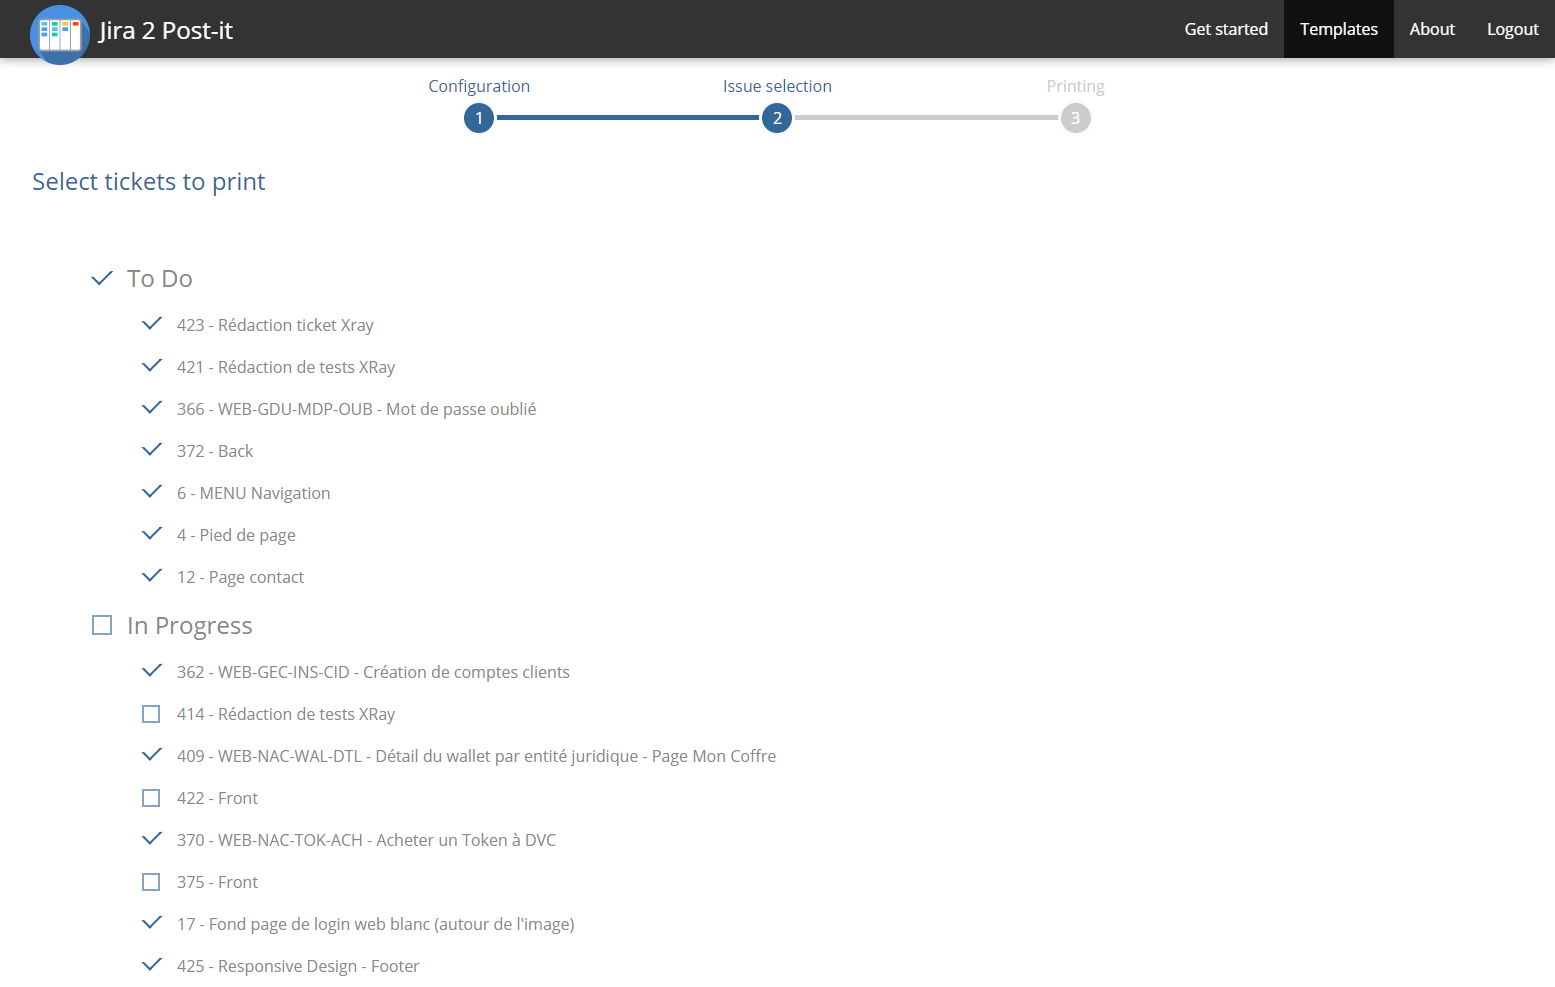 Jira 2 Post-it
Get started
Templates
About
Logout
Configuration
Issue selection
Printing
1
2
3
Select tickets to print
To Do
423 - Rédaction ticket Xray
421 - Rédaction de tests XRay
366 - WEB-GDU-MDP-OUB - Mot de passe oublié
372 - Back
6 - MENU Navigation
4 - Pied de page
12 - Page contact
In Progress
362 - WEB-GEC-INS-CID - Création de comptes clients
414 - Rédaction de tests XRay
409 - WEB-NAC-WAL-DTL - Détail du wallet par entité juridique - Page Mon Coffre
422 - Front
370 - WEB-NAC-TOK-ACH - Acheter un Token à DVC
375 - Front
17 - Fond page de login web blanc (autour de l'image)
425 - Responsive Design - Footer